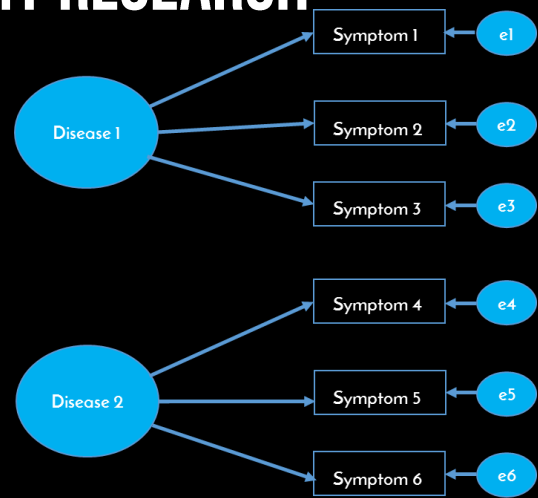 RESEARCH
Symptom 1
e1
Disease 1
Symptom 2
e2
Symptom 3
e3
Symptom 4
e4
Disease 2
Symptom 5
e5
Symptom 6
e6